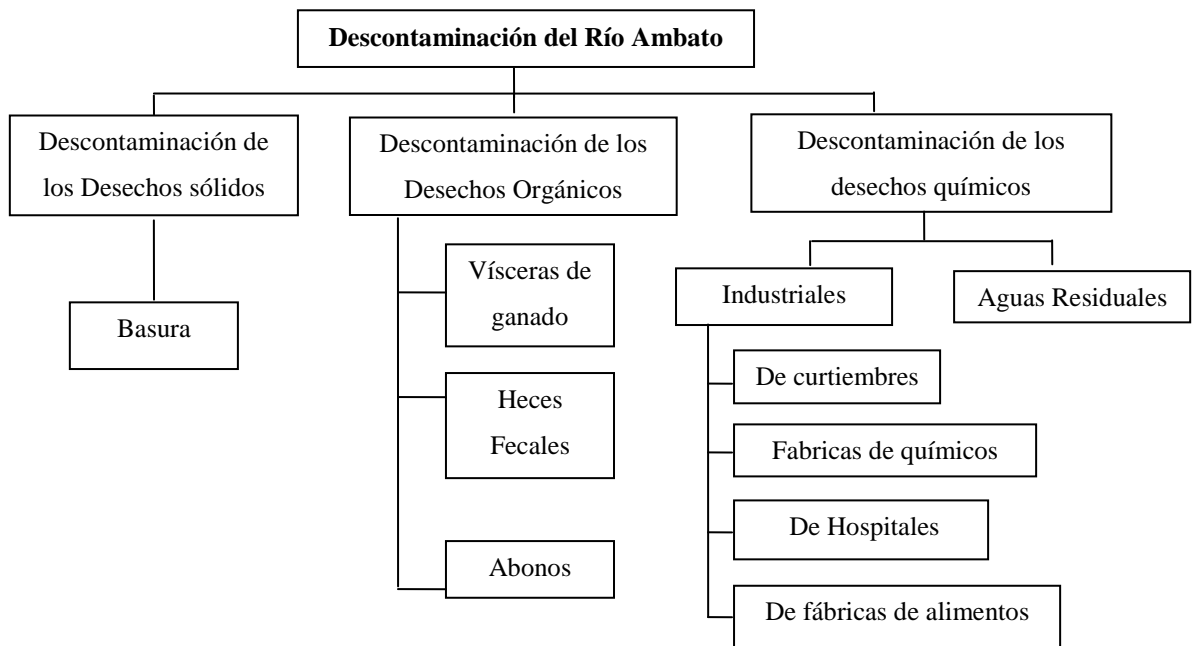 Descontaminación del Río Ambato
Descontaminación de
los Desechos sólidos
Basura
Descontaminación de los
Desechos Orgánicos
Vísceras de
ganado
Heces
Fecales
Abonos
Descontaminación de los
desechos químicos
Industriales
De curtiembres
Fabricas de químicos
De Hospitales
De fábricas de alimentos
Aguas Residuales